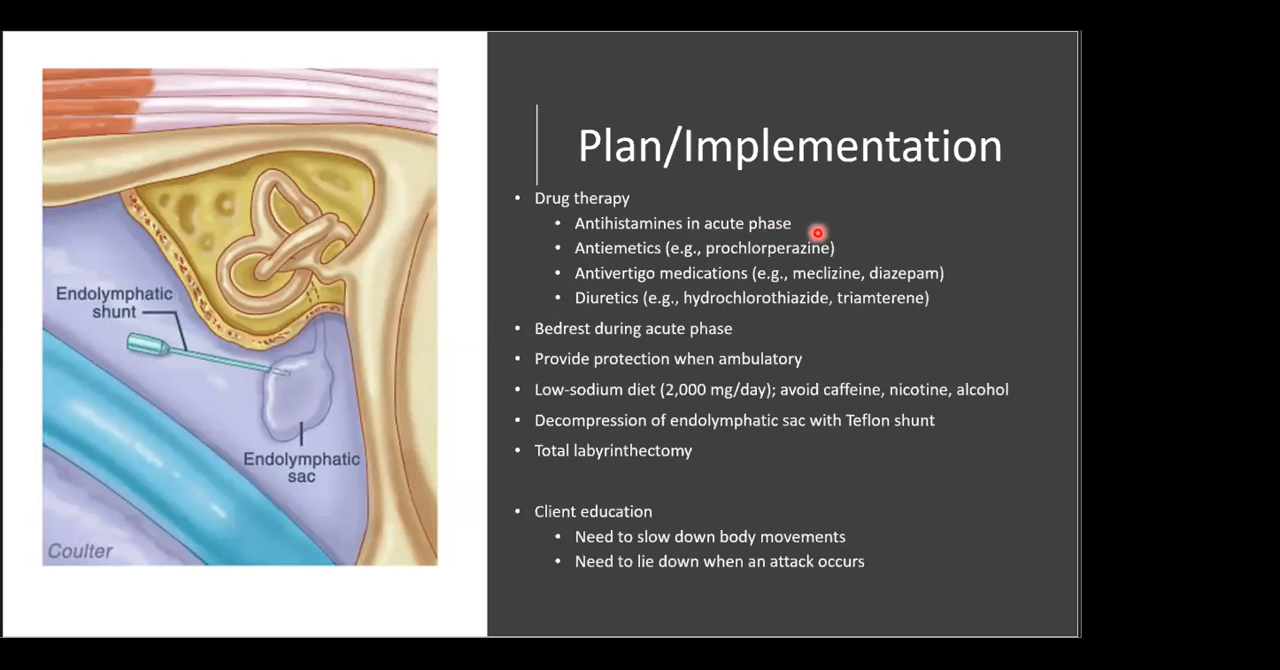 Plan/Implementation
• Drug therapy
• Antihistamines in acute phase
• Antiemetics (e.g., prochlorperazine)
• Antivertigo medications (e.g., meclizine, diazepam)
• Diuretics (e.g., hydrochlorothiazide, triamterene)
• Bedrest during acute phase
• Provide protection when ambulatory
• Low-sodium diet (2,000 mg/day); avoid caffeine, nicotine, alcohol
• Decompression of endolymphatic sac with Teflon shunt
• Total labyrinthectomy
• Client education
• Need to slow down body movements
• Need to lie down when an attack occurs
Endolymphatic
shunt
Endolymphatic
sac
Coulter